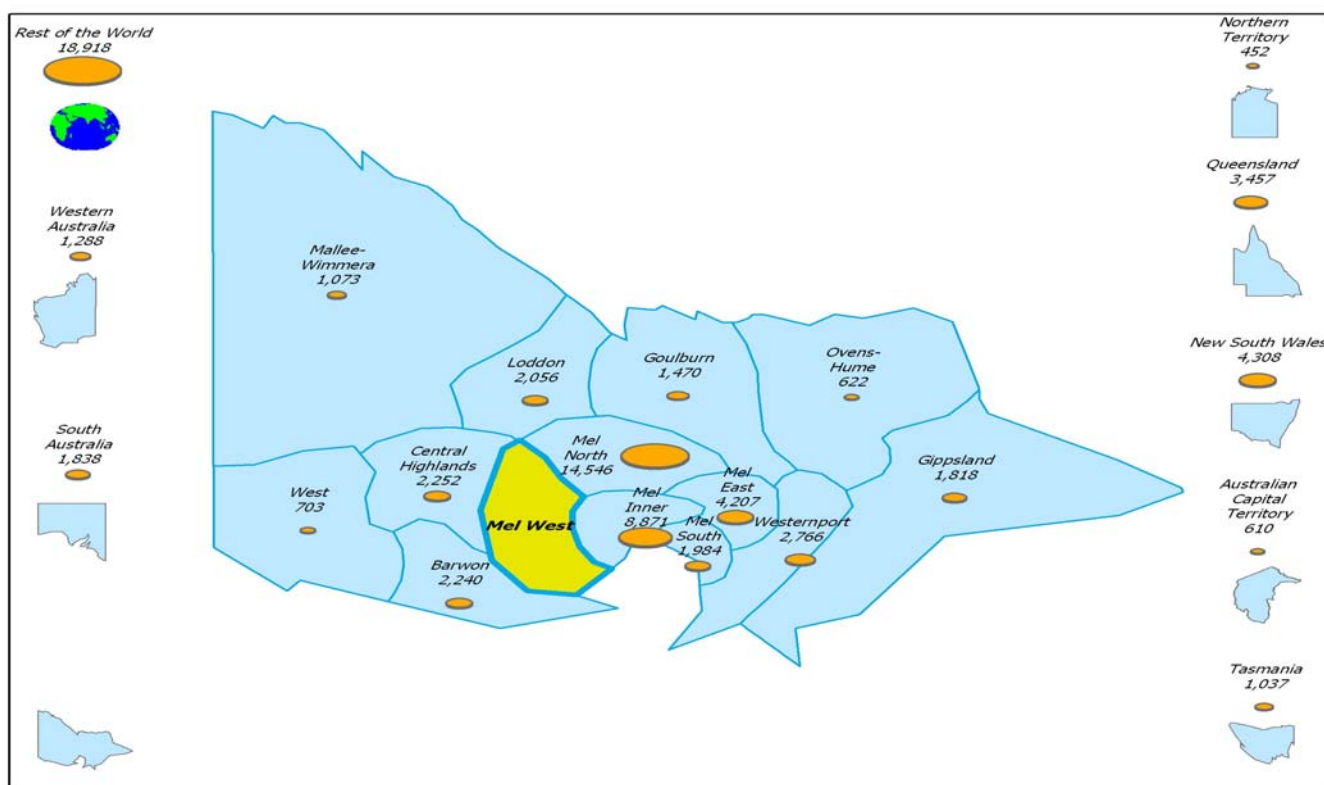 Rest of the World
18,918
Western
Australia
1,288
South
Australia
1,838
Mallee-
Wimmera
1,073
Loddon
2,056
Goulburn
1,470
Ovens-
Hume
622
Central
Highlands
2,252
Mel
North
14,546
Mel
East
4,207
Gippsland
1,818
West
703
Mel West
Mel
Inner
8,871
Mel
South
1,984
Westernport
2,766
Barwon
2,240
Northern
Territory
452
Queensland
3,457
New South Wales
4,308
Australian
Capital
Territory
610
Tasmania
1,037